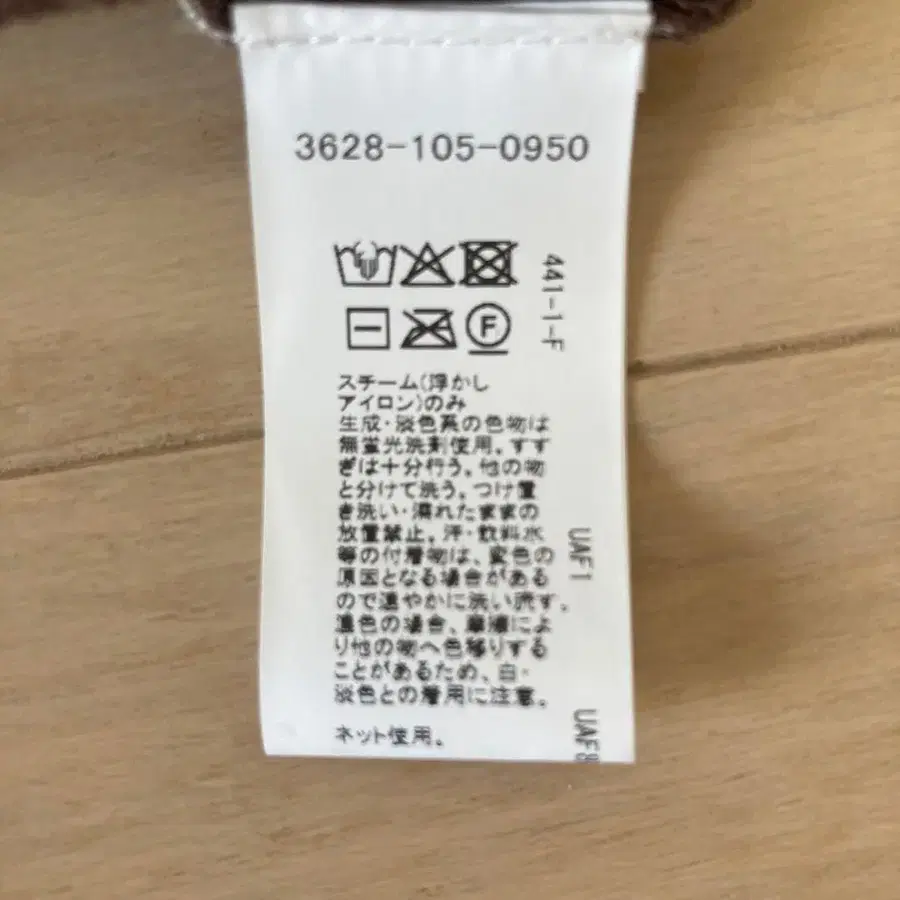 3628-105-0950
441-1-F
F
スチーム(浮かし
アイロン)のみ
生成・淡色系の色物は
無蛍光洗剤使用。すす
ぎは十分行う。他の物
と分けて洗う。つけ置
き洗い・濡れたままの
放置禁止。汗・飲料水
等の付着物は、変色の
原因となる場合がある
ので速やかに洗い流す。
濃色の場合、摩擦によ
り他の物へ色移りする
ことがあるため、白・
淡色との着用に注意。
ネット使用。
UAF1
UAF8